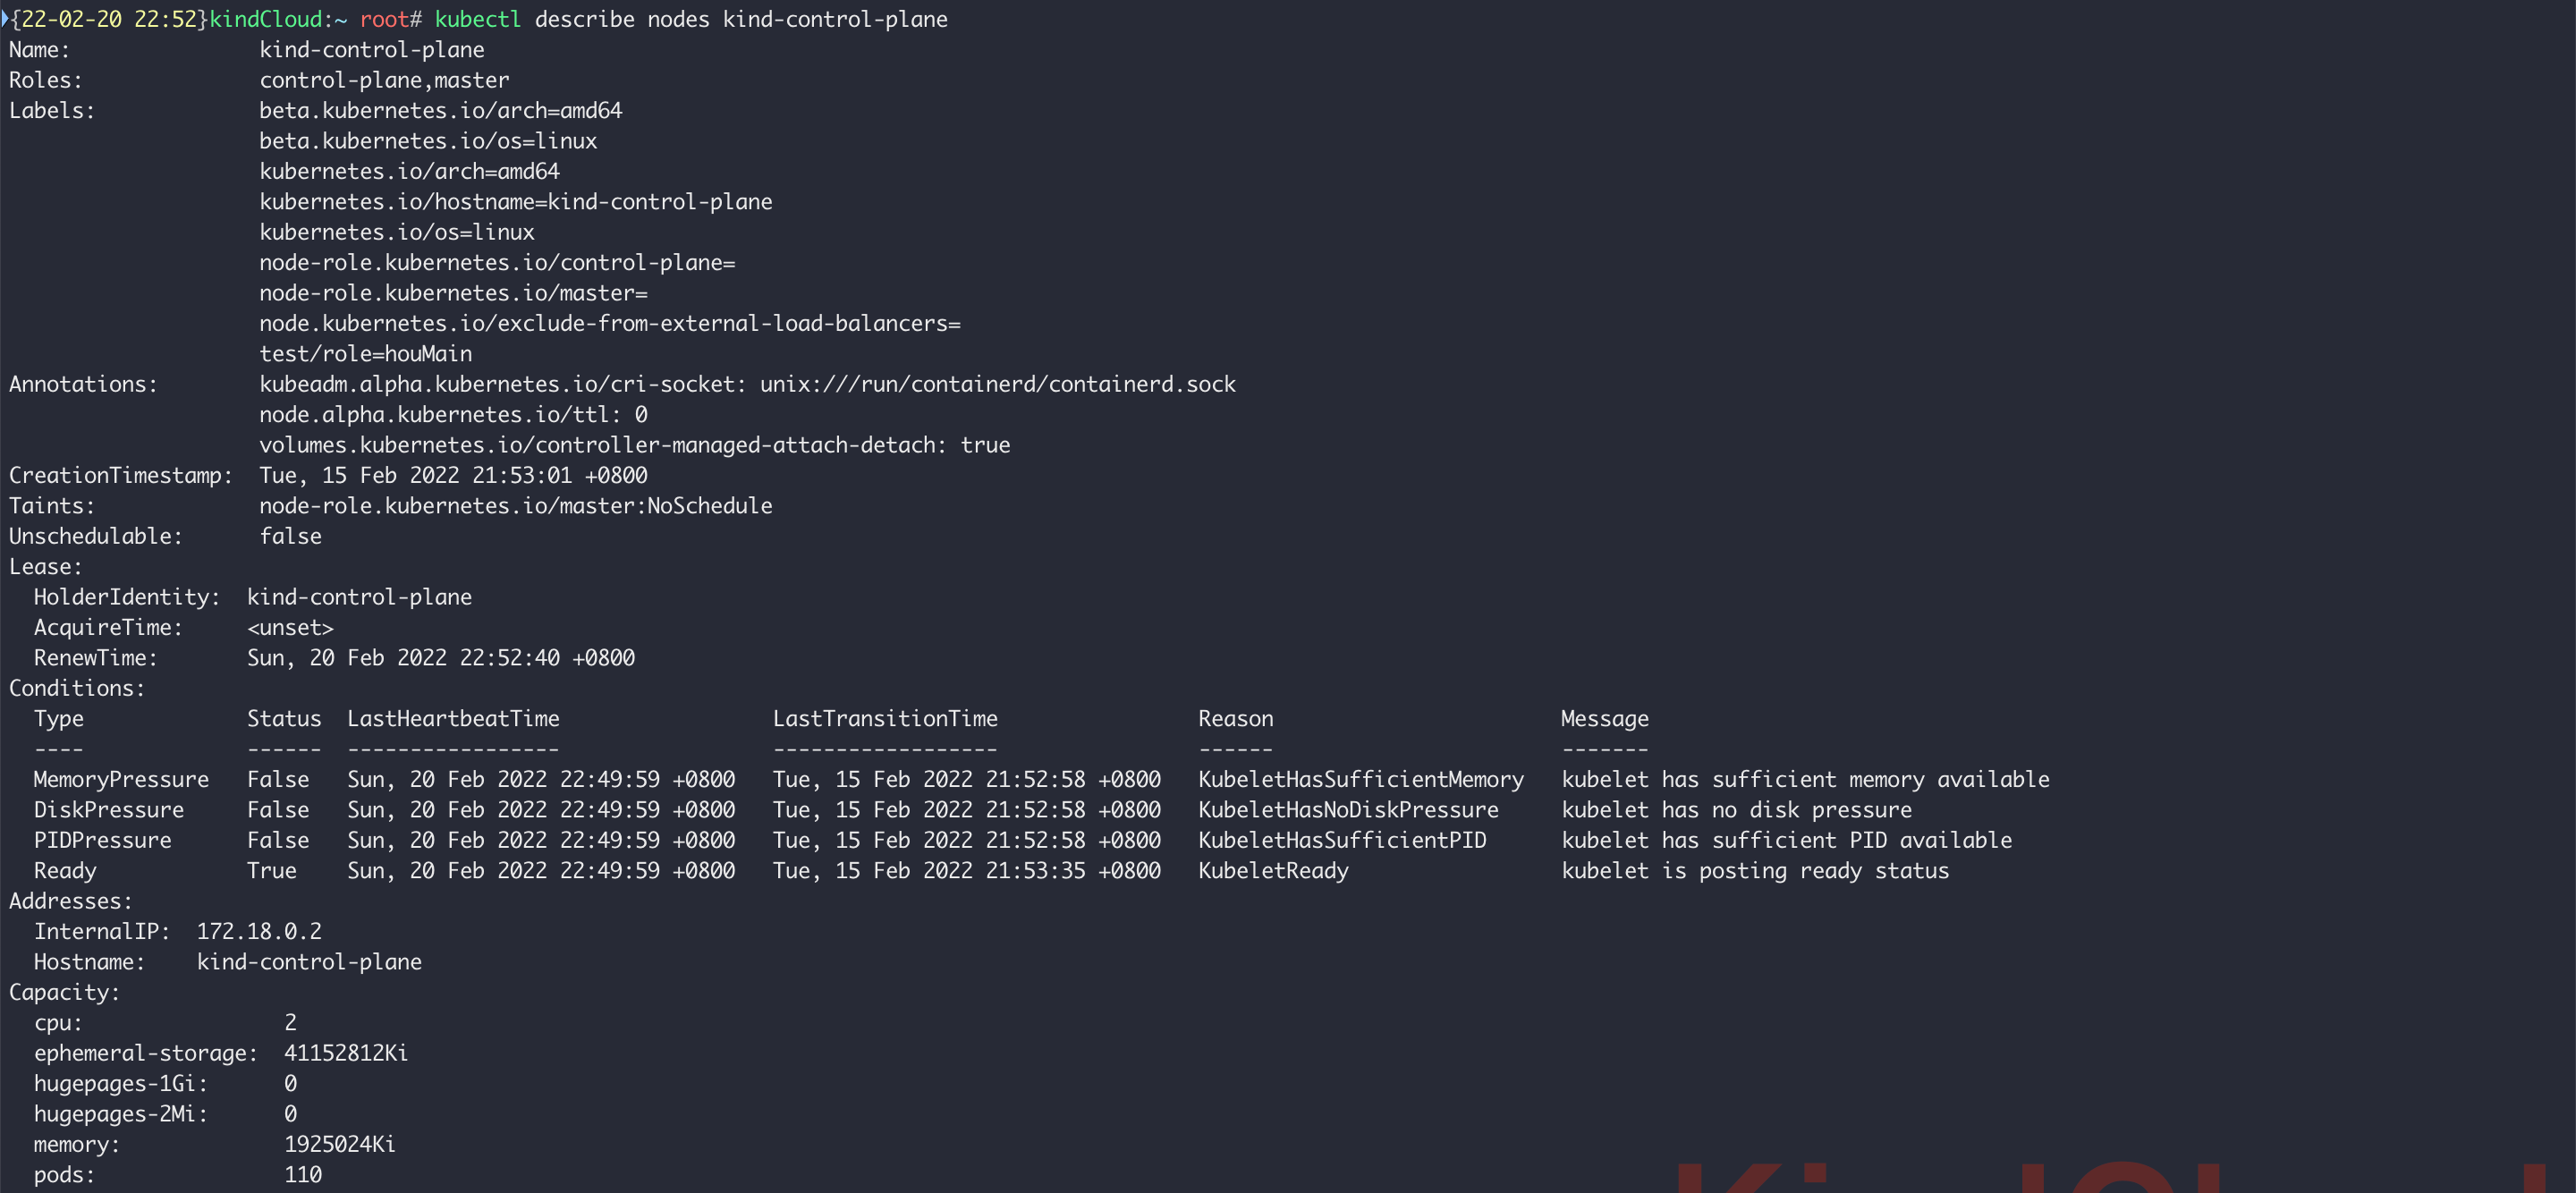 {22-02-20 22:52}kindCloud:~ root# kubectl describe nodes kind-control-plane
Name:               kind-control-plane
Roles:              control-plane,master
Labels:             beta.kubernetes.io/arch=amd64
                    beta.kubernetes.io/os=linux
                    kubernetes.io/arch=amd64
                    kubernetes.io/hostname=kind-control-plane
                    kubernetes.io/os=linux
                    node-role.kubernetes.io/control-plane=
                    node-role.kubernetes.io/master=
                    node.kubernetes.io/exclude-from-external-load-balancers=
                    test/role=houMain
Annotations:        kubeadm.alpha.kubernetes.io/cri-socket: unix:///run/containerd/containerd.sock
                    node.alpha.kubernetes.io/ttl: 0
                    volumes.kubernetes.io/controller-managed-attach-detach: true
CreationTimestamp:  Tue, 15 Feb 2022 21:53:01 +0800
Taints:             node-role.kubernetes.io/master:NoSchedule
Unschedulable:      false
Lease:
  HolderIdentity:  kind-control-plane
  AcquireTime:     <unset>
  RenewTime:       Sun, 20 Feb 2022 22:52:40 +0800
Conditions:
  Type             Status  LastHeartbeatTime                 LastTransitionTime                Reason                       Message
  ----             ------  -----------------                 ------------------                ------                       -------
  MemoryPressure   False   Sun, 20 Feb 2022 22:49:59 +0800   Tue, 15 Feb 2022 21:52:58 +0800   KubeletHasSufficientMemory   kubelet has sufficient memory available
  DiskPressure     False   Sun, 20 Feb 2022 22:49:59 +0800   Tue, 15 Feb 2022 21:52:58 +0800   KubeletHasNoDiskPressure     kubelet has no disk pressure
  PIDPressure      False   Sun, 20 Feb 2022 22:49:59 +0800   Tue, 15 Feb 2022 21:52:58 +0800   KubeletHasSufficientPID      kubelet has sufficient PID available
  Ready            True    Sun, 20 Feb 2022 22:49:59 +0800   Tue, 15 Feb 2022 21:53:35 +0800   KubeletReady                 kubelet is posting ready status
Addresses:
  InternalIP:  172.18.0.2
  Hostname:    kind-control-plane
Capacity:
  cpu:                2
  ephemeral-storage:  41152812Ki
  hugepages-1Gi:      0
  hugepages-2Mi:      0
  memory:             1925024Ki
  pods:               110